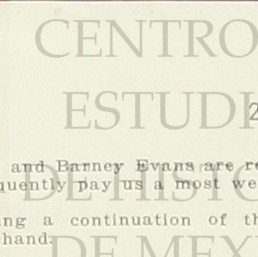 CENTRO
ESTUDI
2
and Barney Evans are re
quently pay us a most we
DE HISTO
ing a continuation of th
hand:
DE MEX